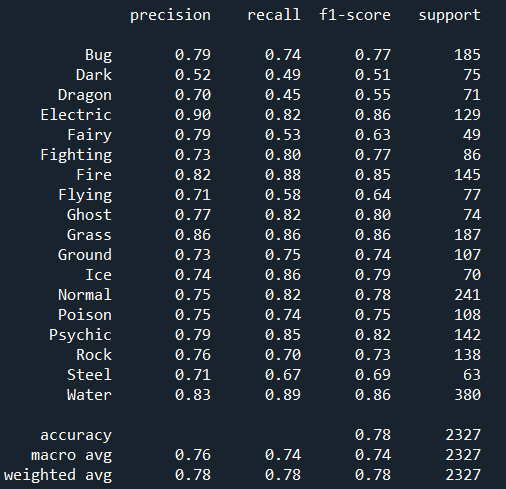 precision recall f1-score support
Bug 0.79 0.74 0.77 185
Dark 0.52 0.49 0.51 75
Dragon 0.70 0.45 0.55 71
Electric 0.90 0.82 0.86 129
Fairy 0.79 0.53 0.63 49
Fighting 0.73 0.80 0.77 86
Fire 0.82 0.88 0.85 145
Flying 0.71 0.58 0.64 77
Ghost 0.77 0.82 0.80 74
Grass 0.86 0.86 0.86 187
Ground 0.73 0.75 0.74 107
Ice 0.74 0.86 0.79 70
Normal 0.75 0.82 0.78 241
Poison 0.75 0.74 0.75 108
Psychic 0.79 0.85 0.82 142
Rock 0.76 0.70 0.73 138
Steel 0.71 0.67 0.69 63
Water 0.83 0.89 0.86 380
accuracy 0.78 2327
macro avg 0.76 0.74 0.74 2327
weighted avg 0.78 0.78 0.78 2327